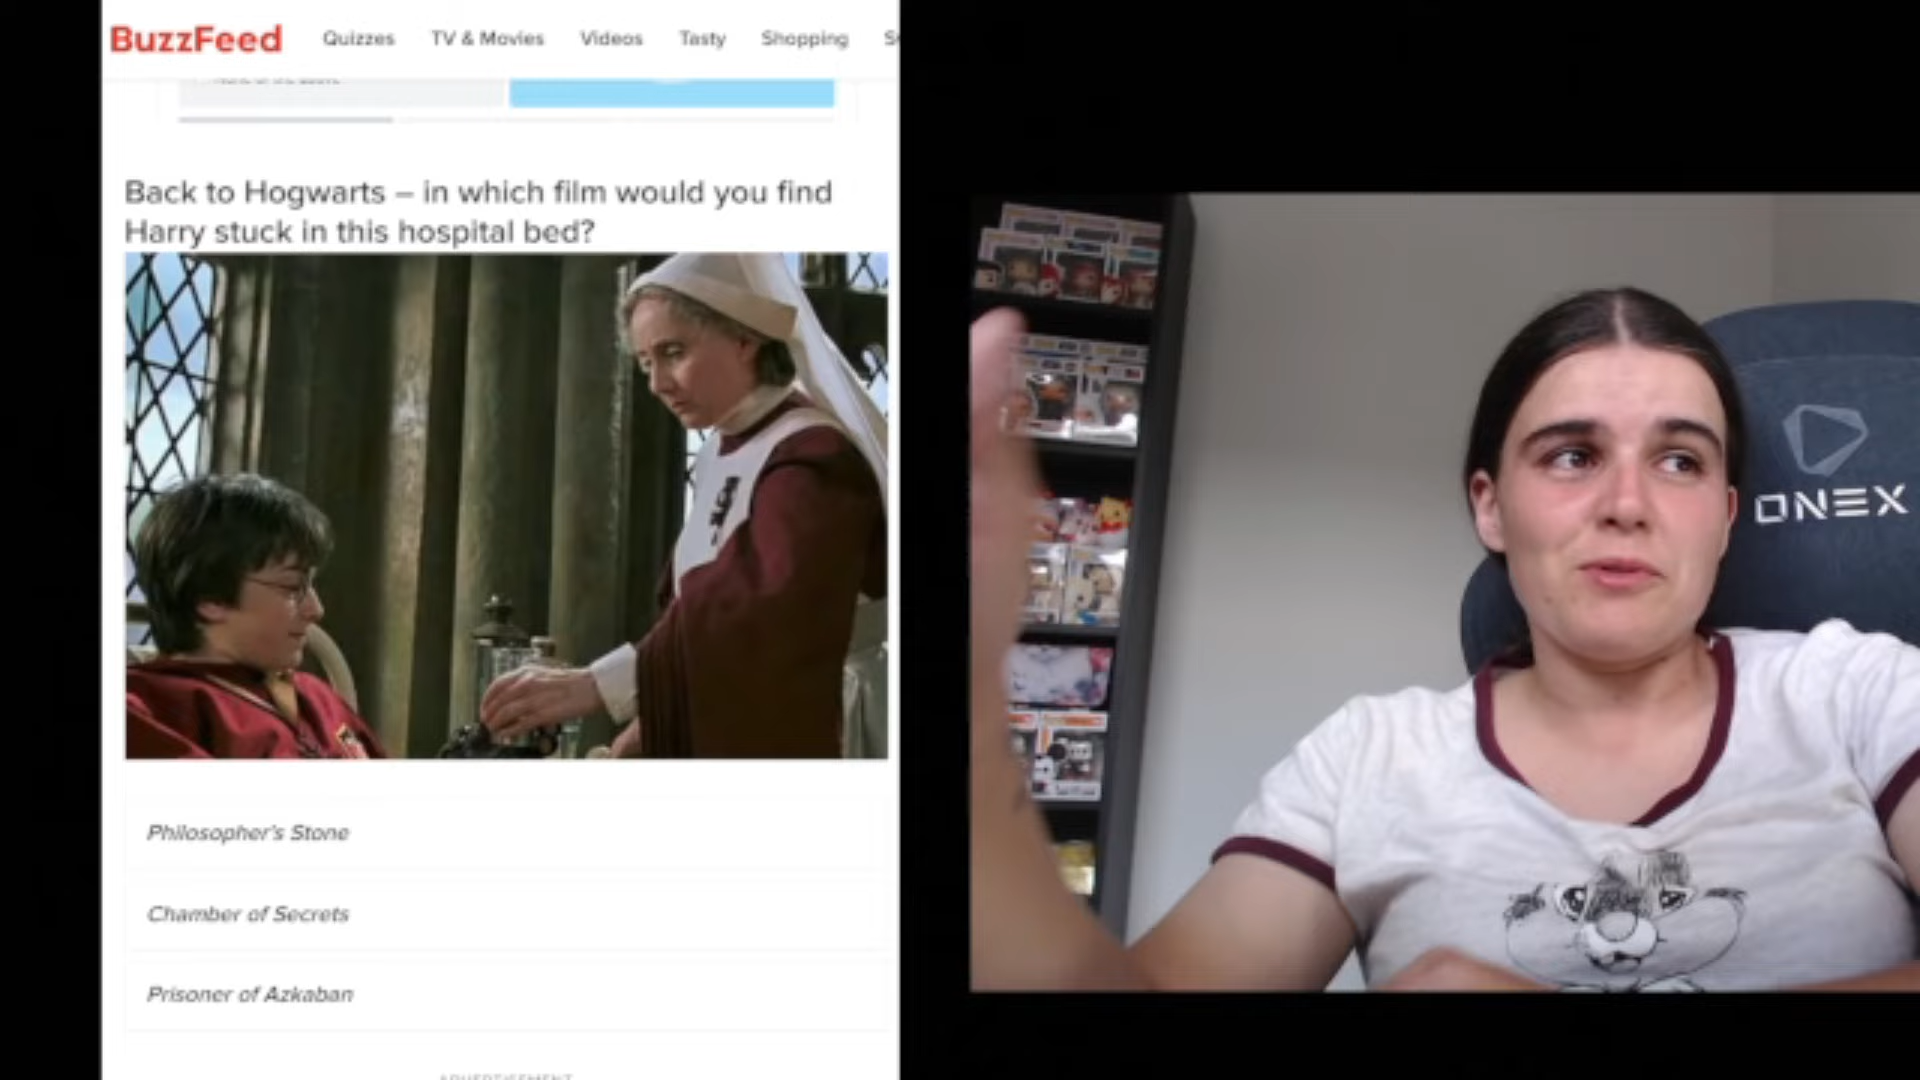 BuzzFeed Quizzes TV & Movies Videos Tasty Shopping
Back to Hogwarts – in which film would you find
Harry stuck in this hospital bed?
Philosopher's Stone
Chamber of Secrets
Prisoner of Azkaban
ADVERTISEMENT
ONEX